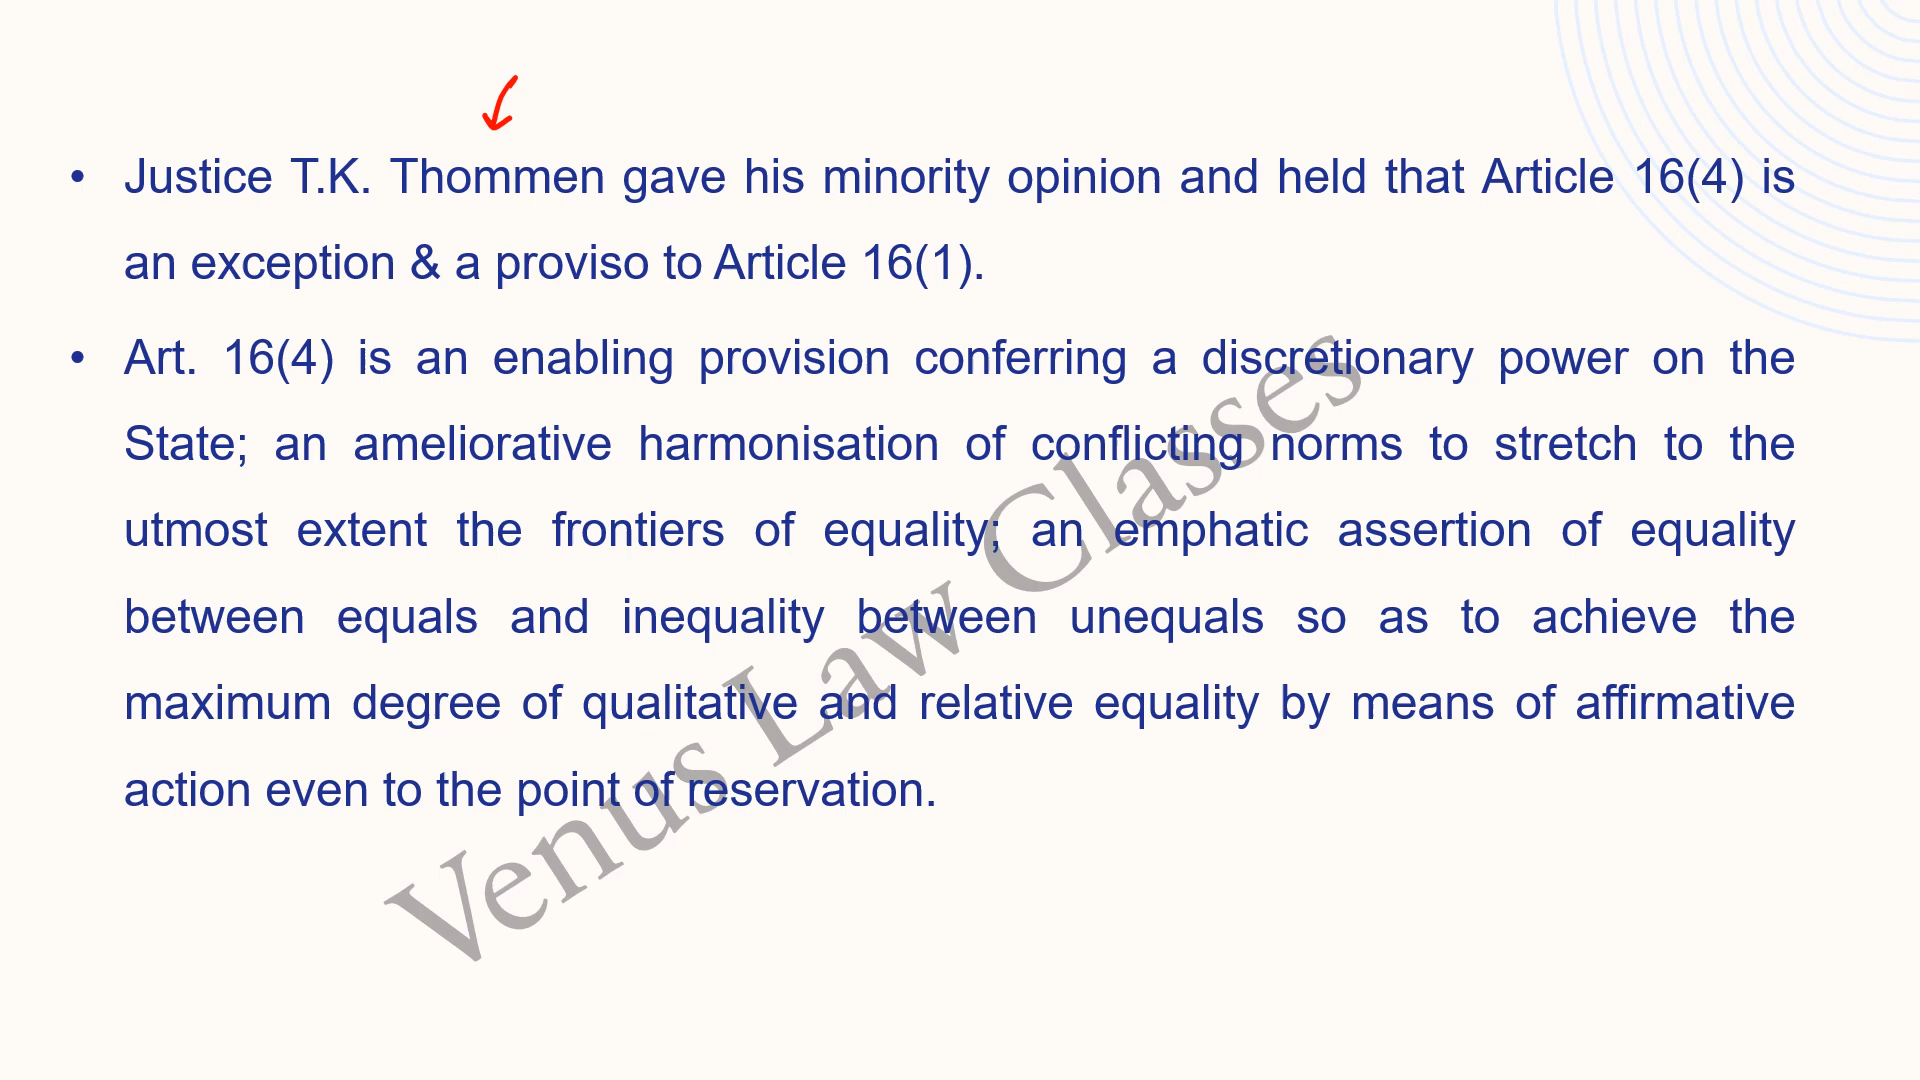 • Justice T.K. Thommen gave his minority opinion and held that Article 16(4) is
an exception & a proviso to Article 16(1).
• Art. 16(4) is an enabling provision conferring a discretionary power on the
State; an ameliorative harmonisation of conflicting norms to stretch to the
utmost extent the frontiers of equality; an emphatic assertion of equality
between equals and inequality between unequals so as to achieve the
maximum degree of qualitative and relative equality by means of affirmative
action even to the point of reservation.
Venus Law Classes